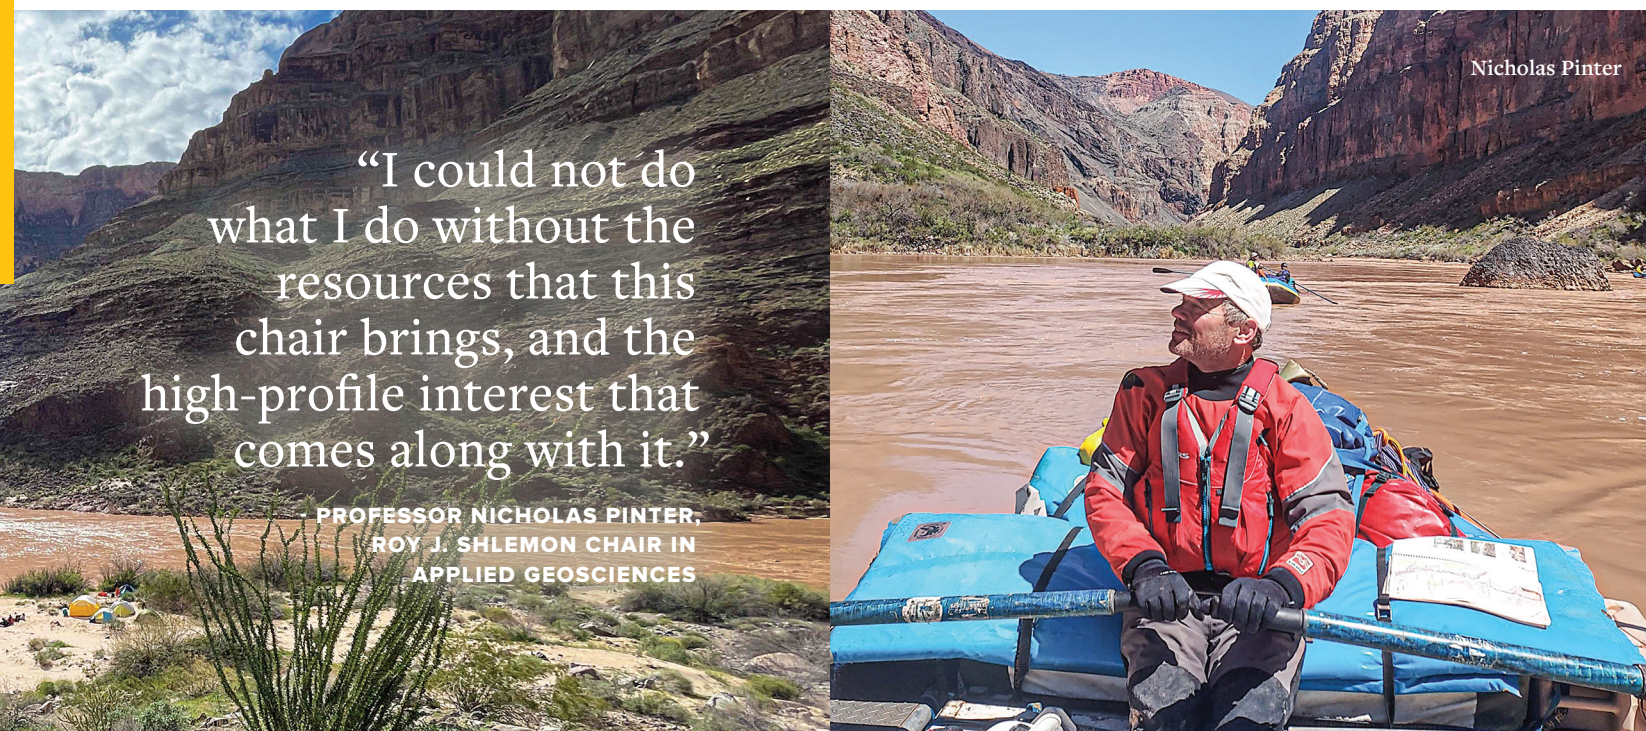 “I could not do
what I do without the
resources that this
chair brings, and the
high-profile interest that
comes along with it.”
- PROFESSOR NICHOLAS PINTER,
ROY J. SHLEMON CHAIR IN
APPLIED GEOSCIENCES
Nicholas Pinter